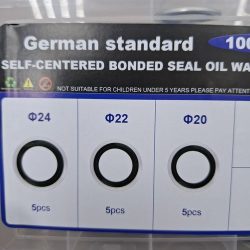 German standard 100
SELF-CENTERED BONDED SEAL OIL WA
NOT SUITABLE FOR CHILDREN UNDER 5 YEARS PLEASE PAY ATTENT
Φ24 Φ22 Φ20
5pcs 5pcs 5pcs